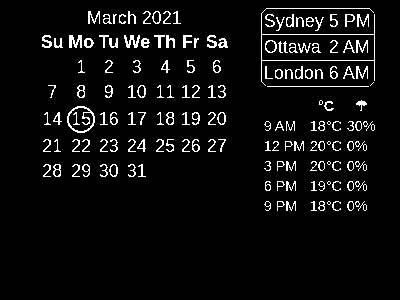 March 2021
Su Mo Tu We Th Fr Sa
1 2 3 4 5 6
7 8 9 10 11 12 13
14 15 16 17 18 19 20
21 22 23 24 25 26 27
28 29 30 31
Sydney 5 PM
Ottawa 2 AM
London 6 AM
°C ☂
9 AM 18°C 30%
12 PM 20°C 0%
3 PM 20°C 0%
6 PM 19°C 0%
9 PM 18°C 0%